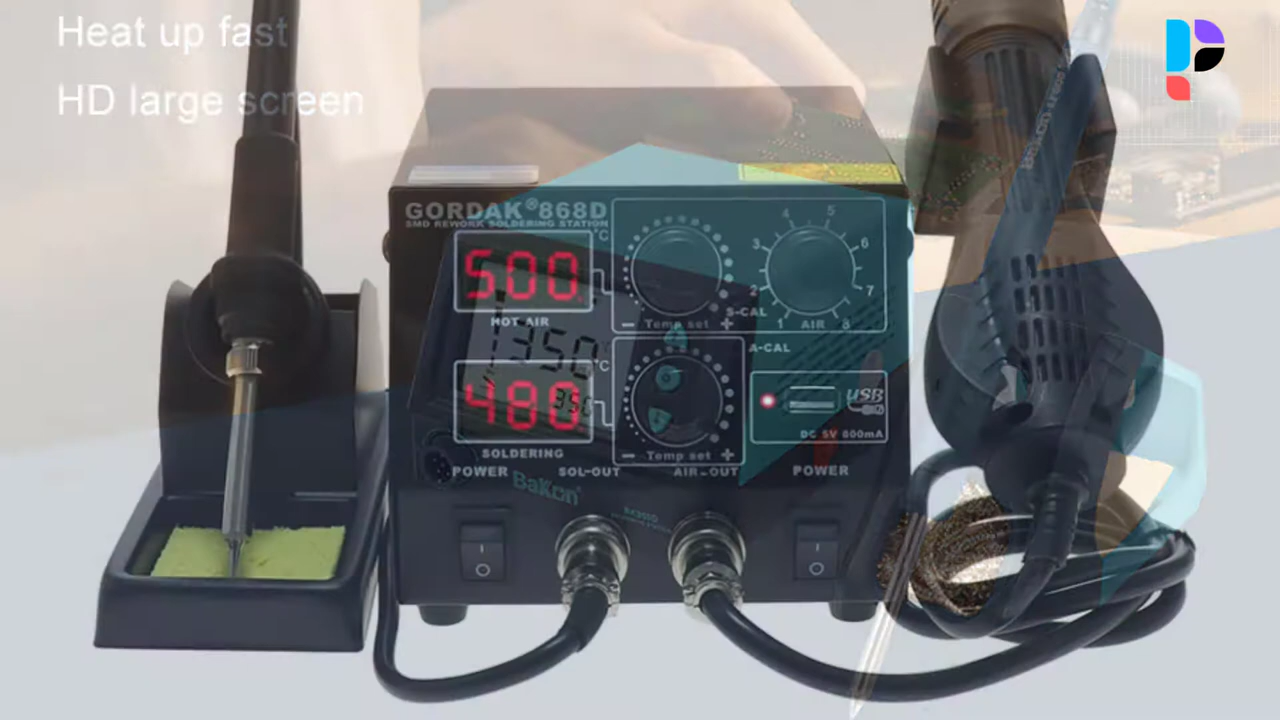 Heat up fast
HD large screen
GORDAK®868D
SMD REWORK SOLDERING STATION
°C
500.
HOT AIR
1350
°C
480
350
SOLDERING
Temp set
S-CAL
1 2 3 4 5 6 7 8
AIR
A-CAL
Temp set
USB
DC 5V 800mA
POWER
SOL-OUT
AIR-OUT
POWER
BaKon